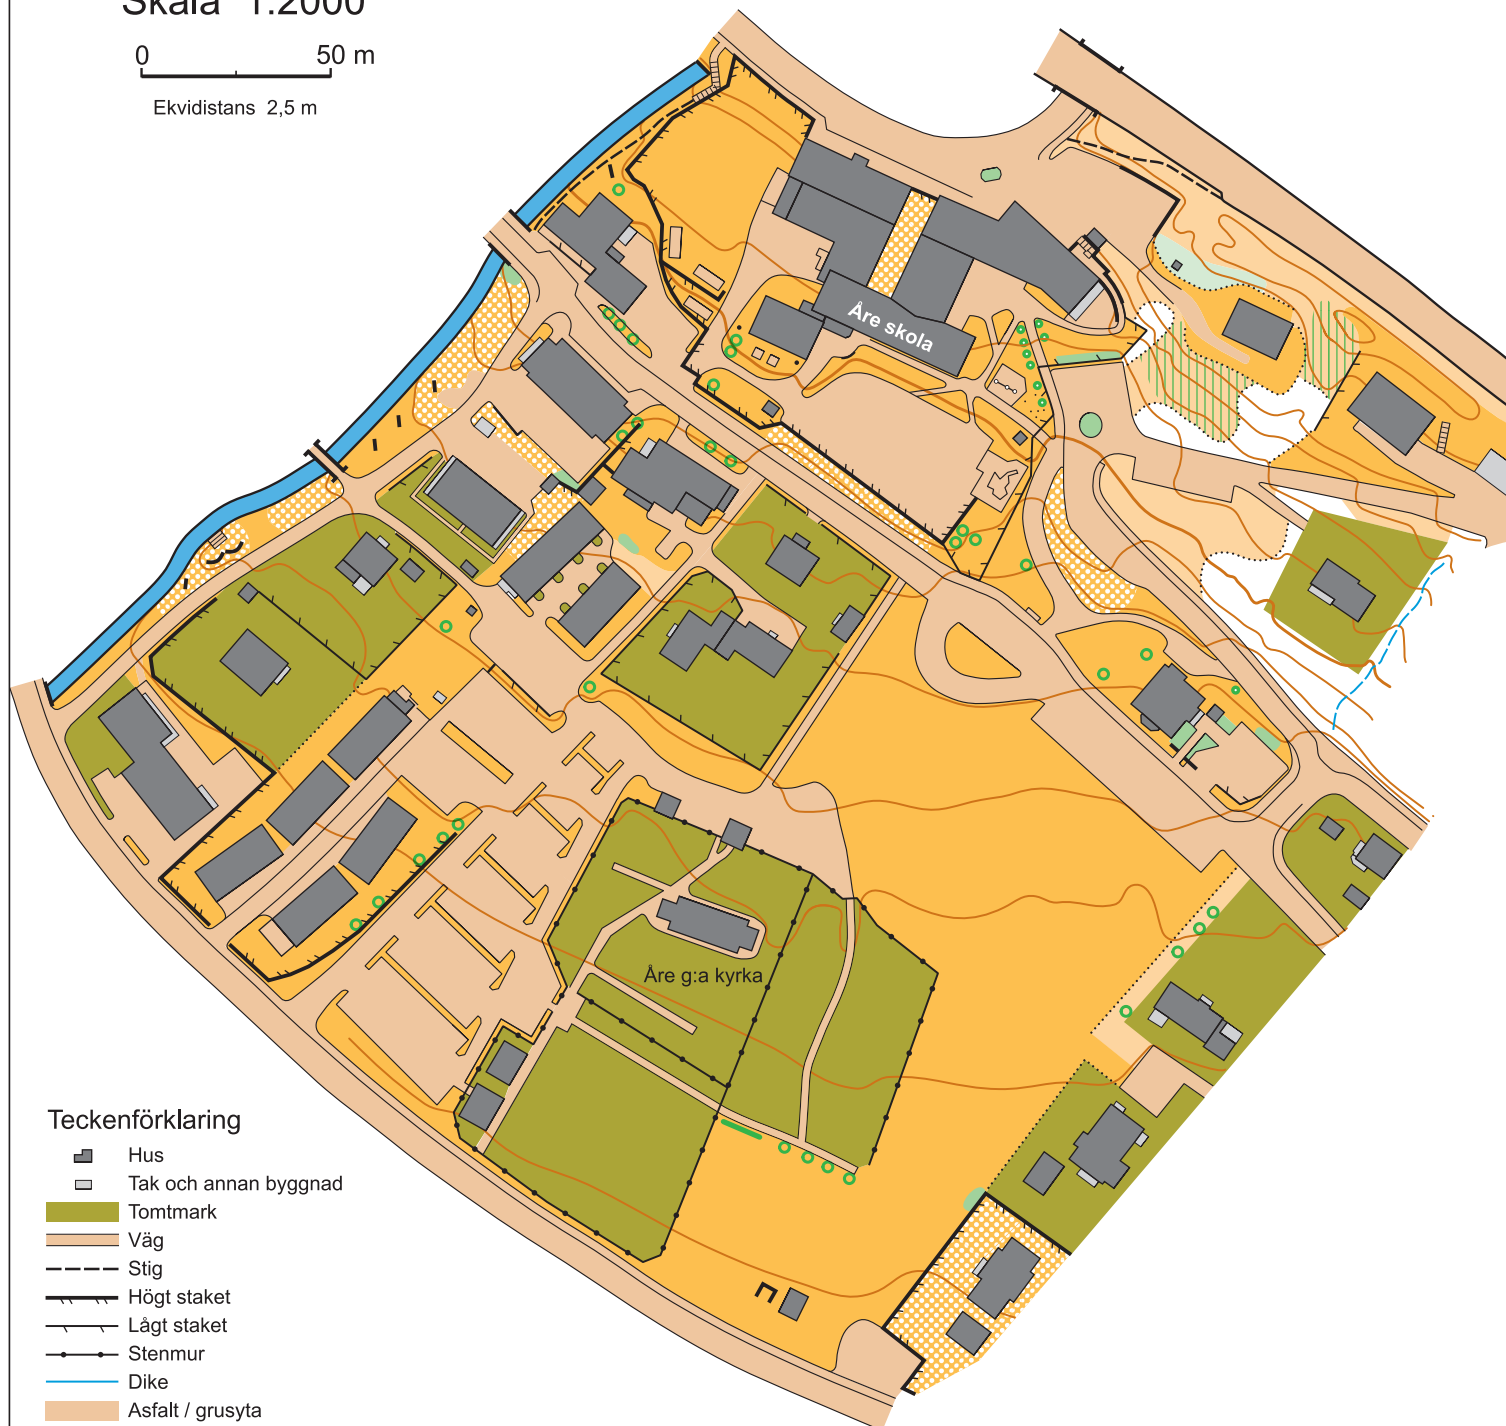 Skala 1:2000
0 50 m
Ekvidistans 2,5 m
Åre skola
Åre g:a kyrka
Teckenförklaring
Hus
Tak och annan byggnad
Tomtmark
Väg
Stig
Högt staket
Lågt staket
Stenmur
Dike
Asfalt / grusyta